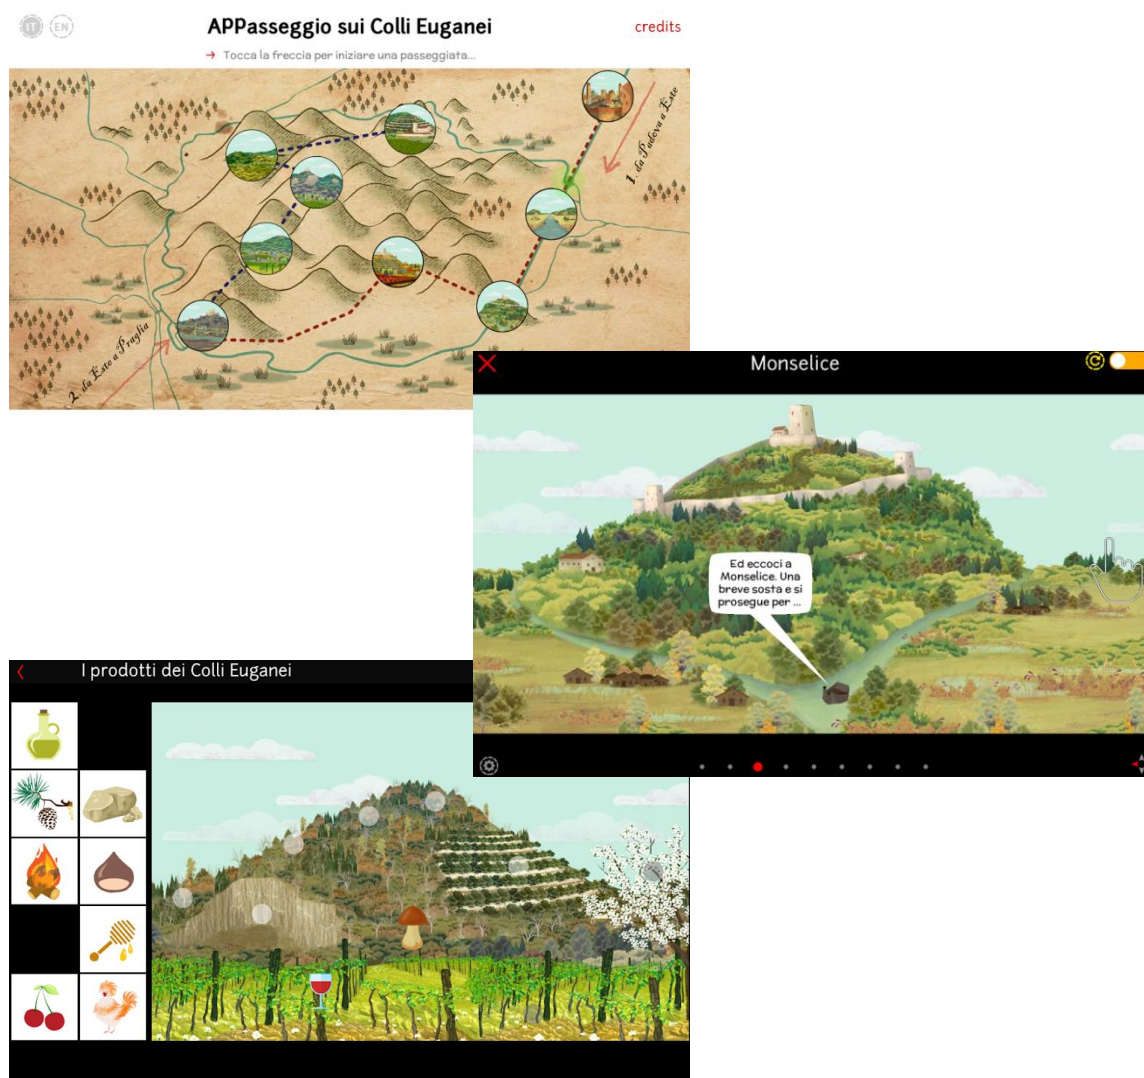 IT EN
APPasseggio sui Colli Euganei
credits
→ Tocca la freccia per iniziare una passeggiata...
1. da Padova a Este
2. da Este a Praglia
Monselice
Ed eccoci a
Monselice. Una
breve sosta e si
prosegue per ...
I prodotti dei Colli Euganei